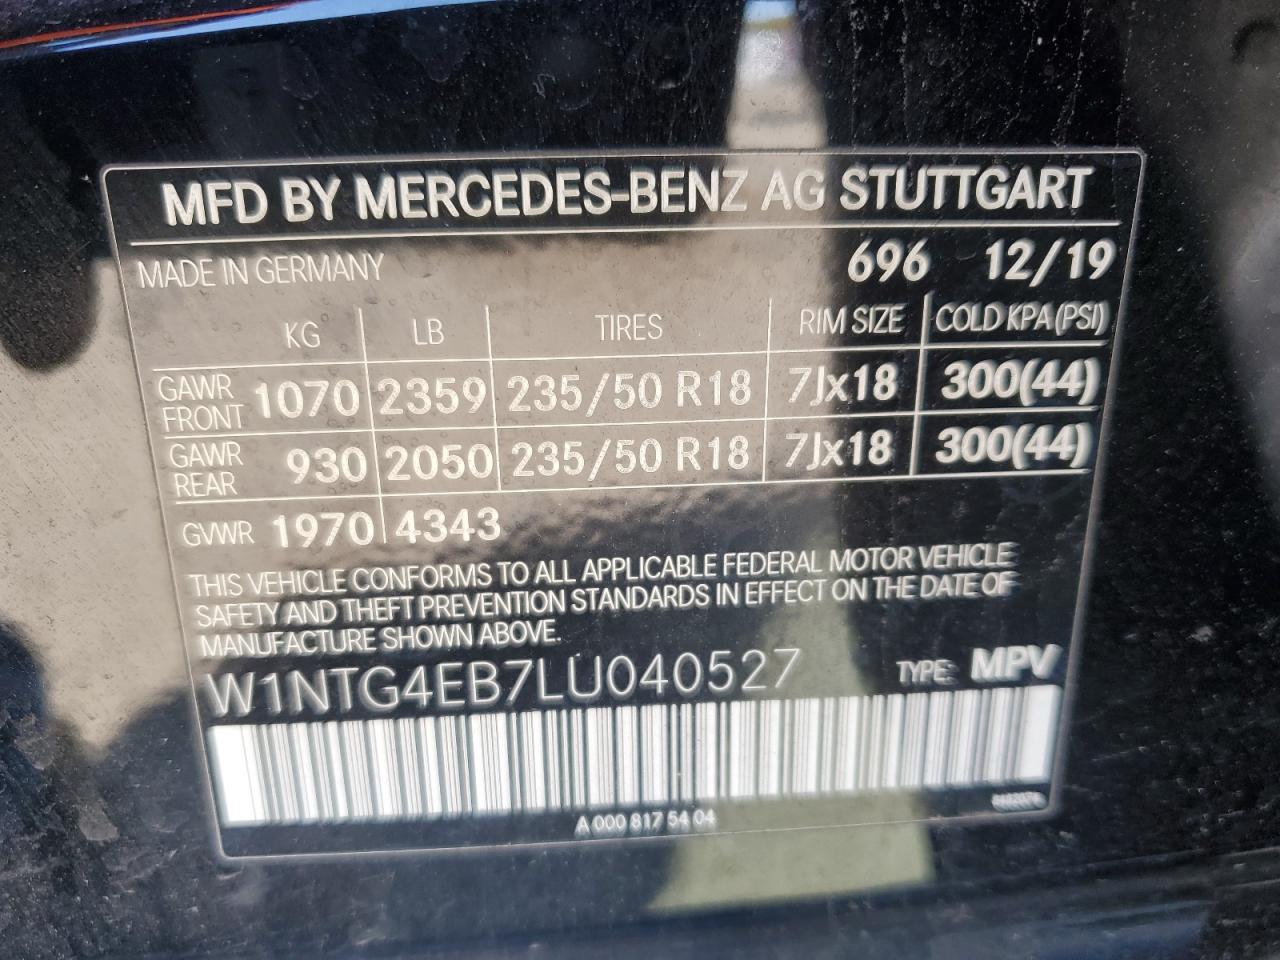 MFD BY MERCEDES-BENZ AG STUTTGART
MADE IN GERMANY 696 12/19
KG LB TIRES RIM SIZE COLD KPA (PSI)
GAWR FRONT 1070 2359 235/50 R18 7Jx18 300(44)
GAWR REAR 930 2050 235/50 R18 7Jx18 300(44)
GVWR 1970 4343
THIS VEHICLE CONFORMS TO ALL APPLICABLE FEDERAL MOTOR VEHICLE
SAFETY AND THEFT PREVENTION STANDARDS IN EFFECT ON THE DATE OF
MANUFACTURE SHOWN ABOVE.
W1NTG4EB7LU040527 TYPE: MPV
A 000 817 54 04